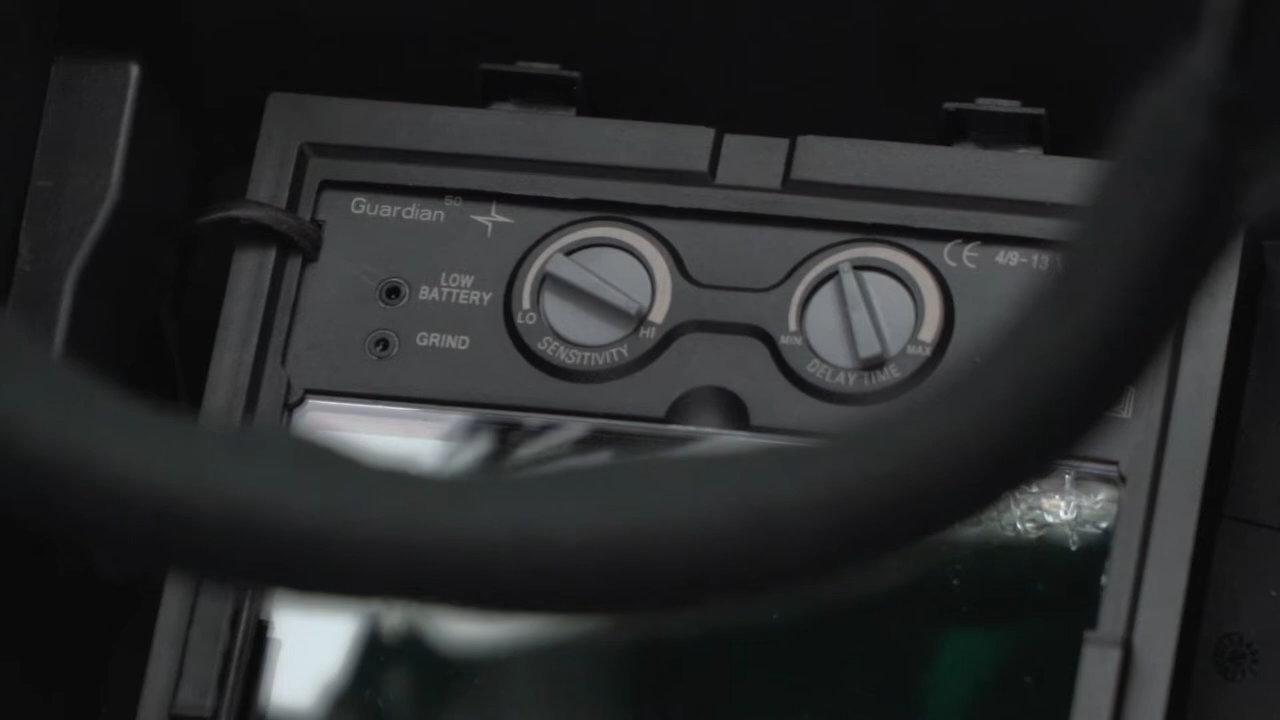 Guardian 50
LOW
BATTERY
GRIND
LO
HI
SENSITIVITY
MIN
MAX
DELAY TIME
CE 4/9-13